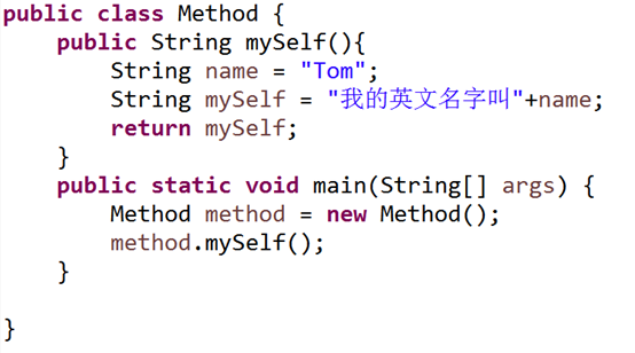 public class Method {
    public String mySelf(){
        String name = "Tom";
        String mySelf = "我的英文名字叫"+name;
        return mySelf;
    }
    public static void main(String[] args) {
        Method method = new Method();
        method.mySelf();
    }

}